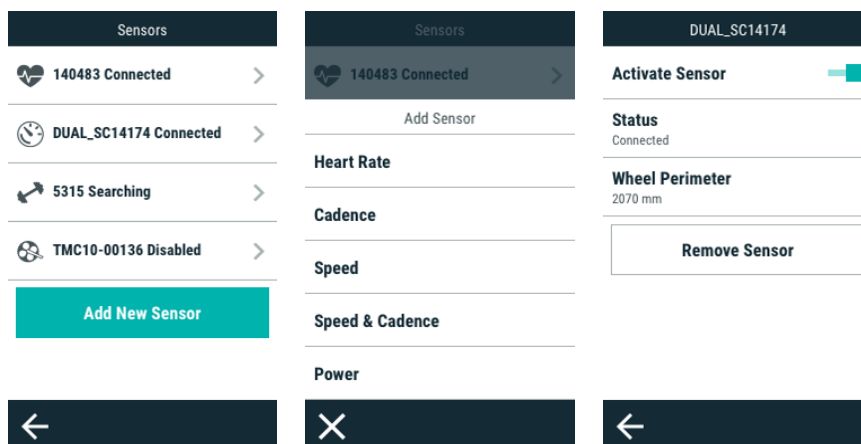 Sensors
140483 Connected
DUAL_SC14174 Connected
5315 Searching
TMC10-00136 Disabled
Add New Sensor
Sensors
140483 Connected
Add Sensor
Heart Rate
Cadence
Speed
Speed & Cadence
Power
DUAL_SC14174
Activate Sensor
Status
Connected
Wheel Perimeter
2070 mm
Remove Sensor